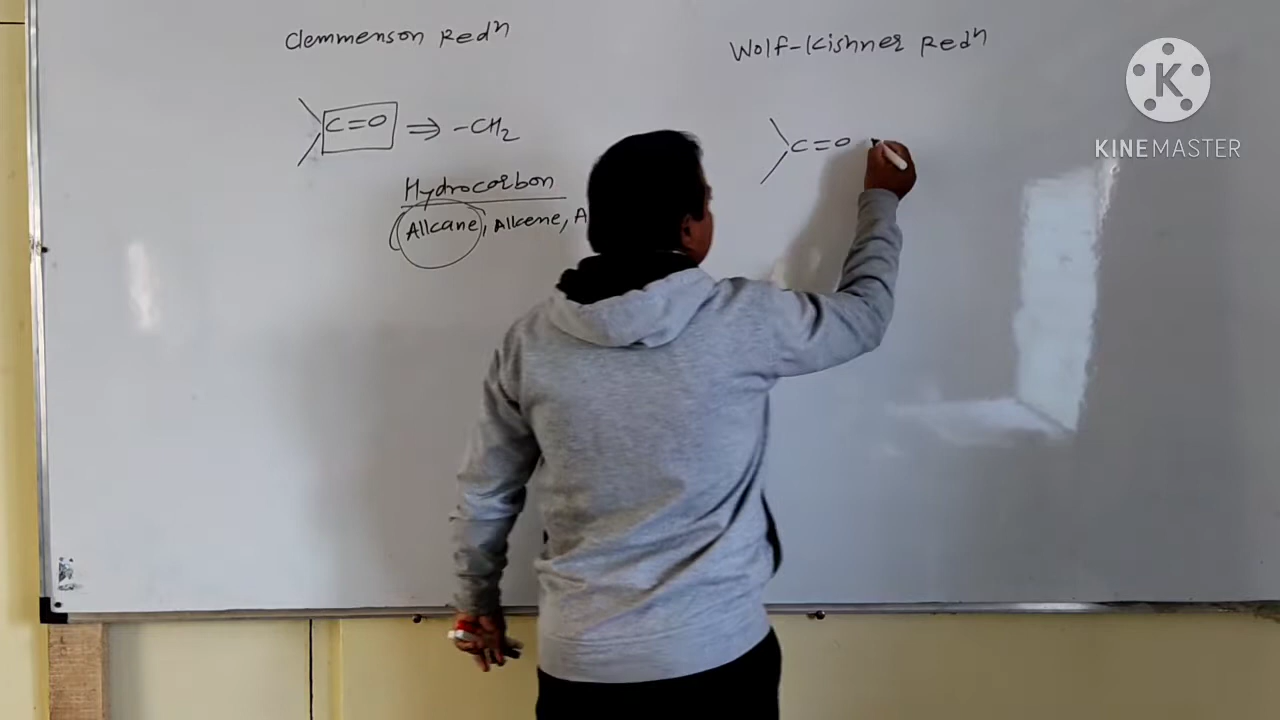 Clemmenson Redⁿ
C=O ⇒ -CH₂
Hydrocarbon
Alkane, Alkene, A
Wolf-Kishner Redⁿ
C=O
K
KINEMASTER